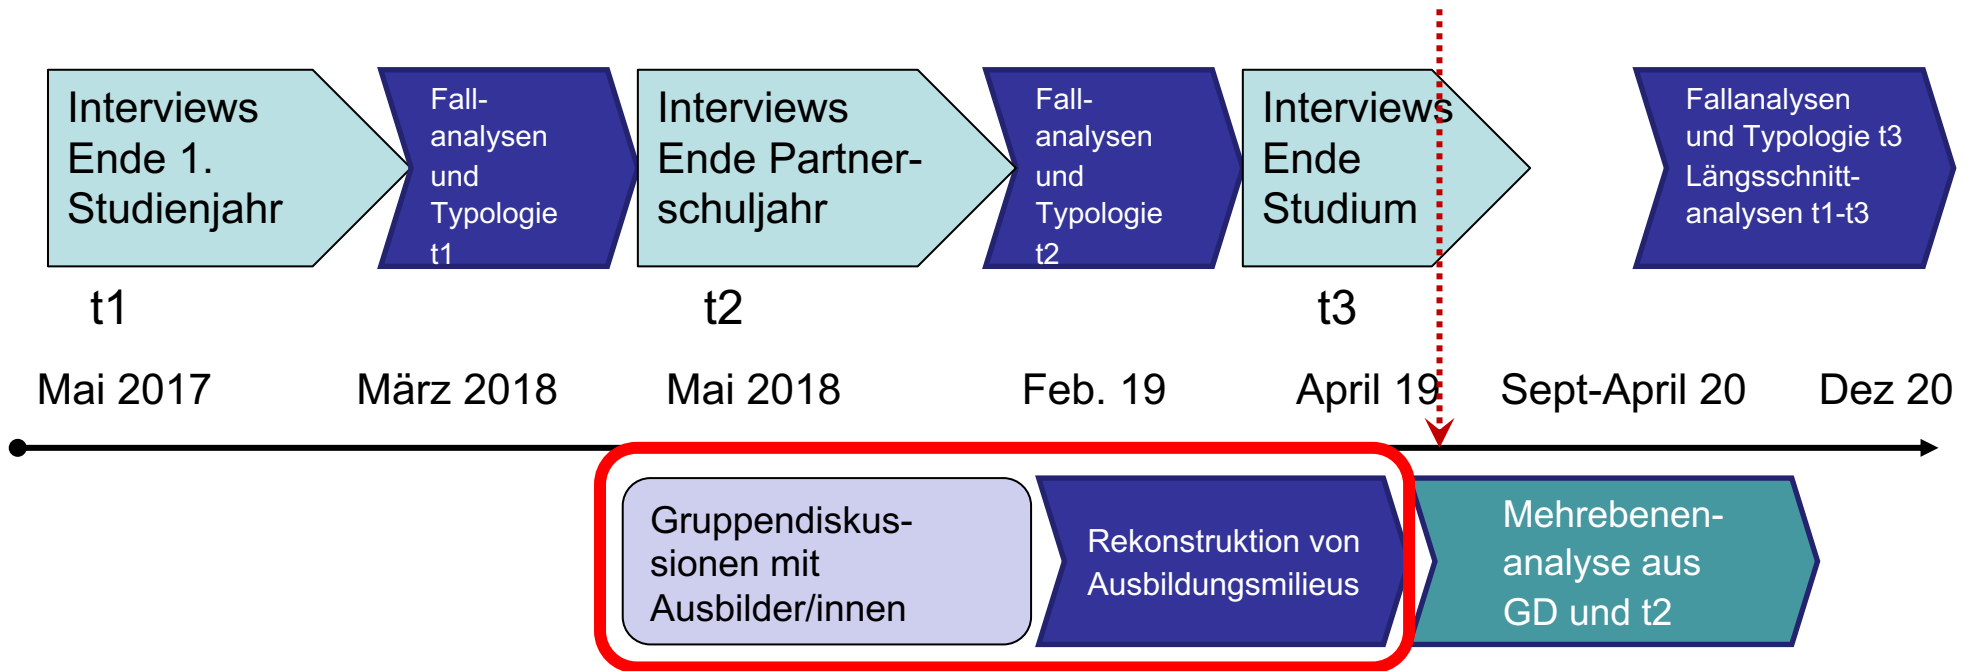 Interviews
Ende 1.
Studienjahr
Fall-
analysen
und
Typologie
t1
Interviews
Ende Partner-
schuljahr
Fall-
analysen
und
Typologie
t2
Interviews
Ende
Studium
Fallanalysen
und Typologie t3
Längsschnitt-
analysen t1-t3
t1
t2
t3
Mai 2017
März 2018
Mai 2018
Feb. 19
April 19
Sept-April 20
Dez 20
Gruppendiskus-
sionen mit
Ausbilder/innen
Rekonstruktion von
Ausbildungsmilieus
Mehrebenen-
analyse aus
GD und t2